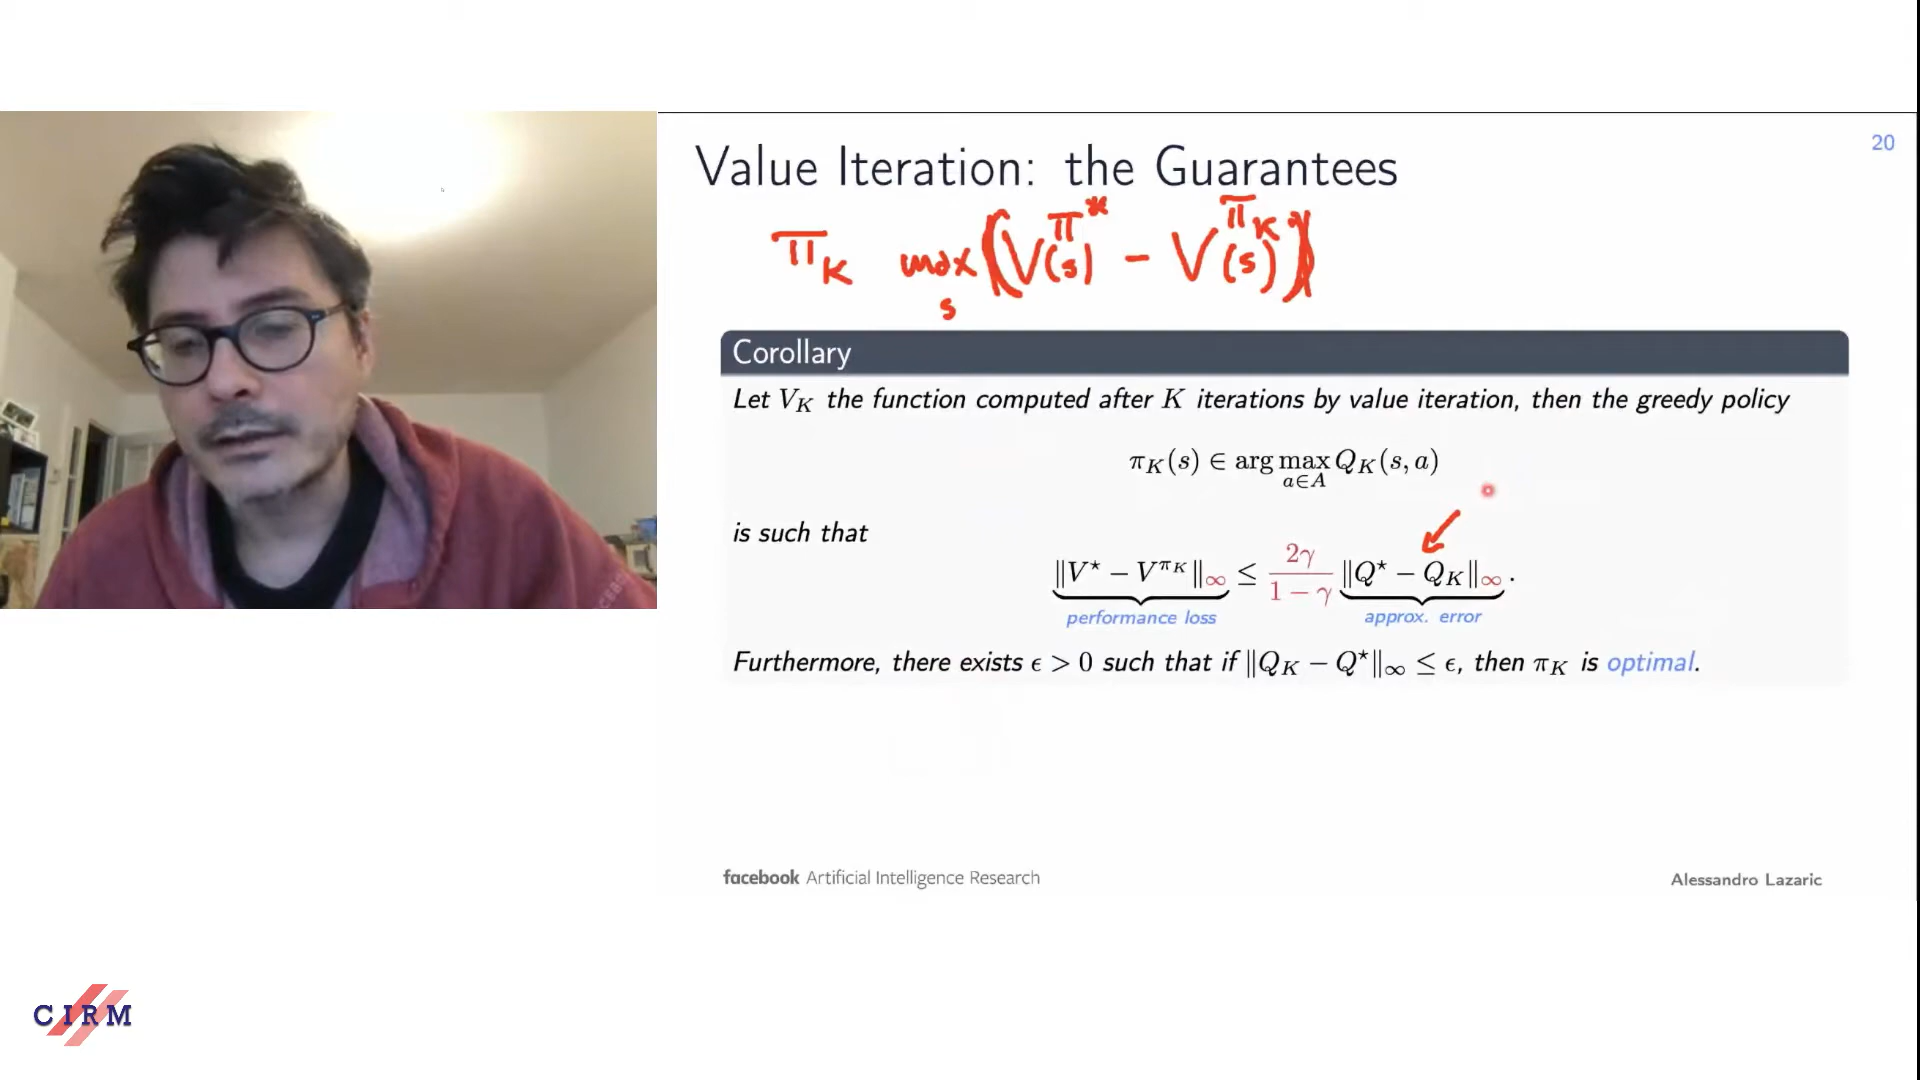 20
Value Iteration: the Guarantees
π_K max_s (V^{π*}(s) − V^{π_K}(s))
Corollary
Let V_K the function computed after K iterations by value iteration, then the greedy policy
π_K(s) ∈ arg max_{a∈A} Q_K(s, a)
is such that
‖V⋆ − V^{π_K}‖_∞ ≤ 2γ/(1 − γ) ‖Q⋆ − Q_K‖_∞ .
performance loss approx. error
Furthermore, there exists ϵ > 0 such that if ‖Q_K − Q⋆‖_∞ ≤ ϵ, then π_K is optimal.
facebook Artificial Intelligence Research
Alessandro Lazaric
CIRM